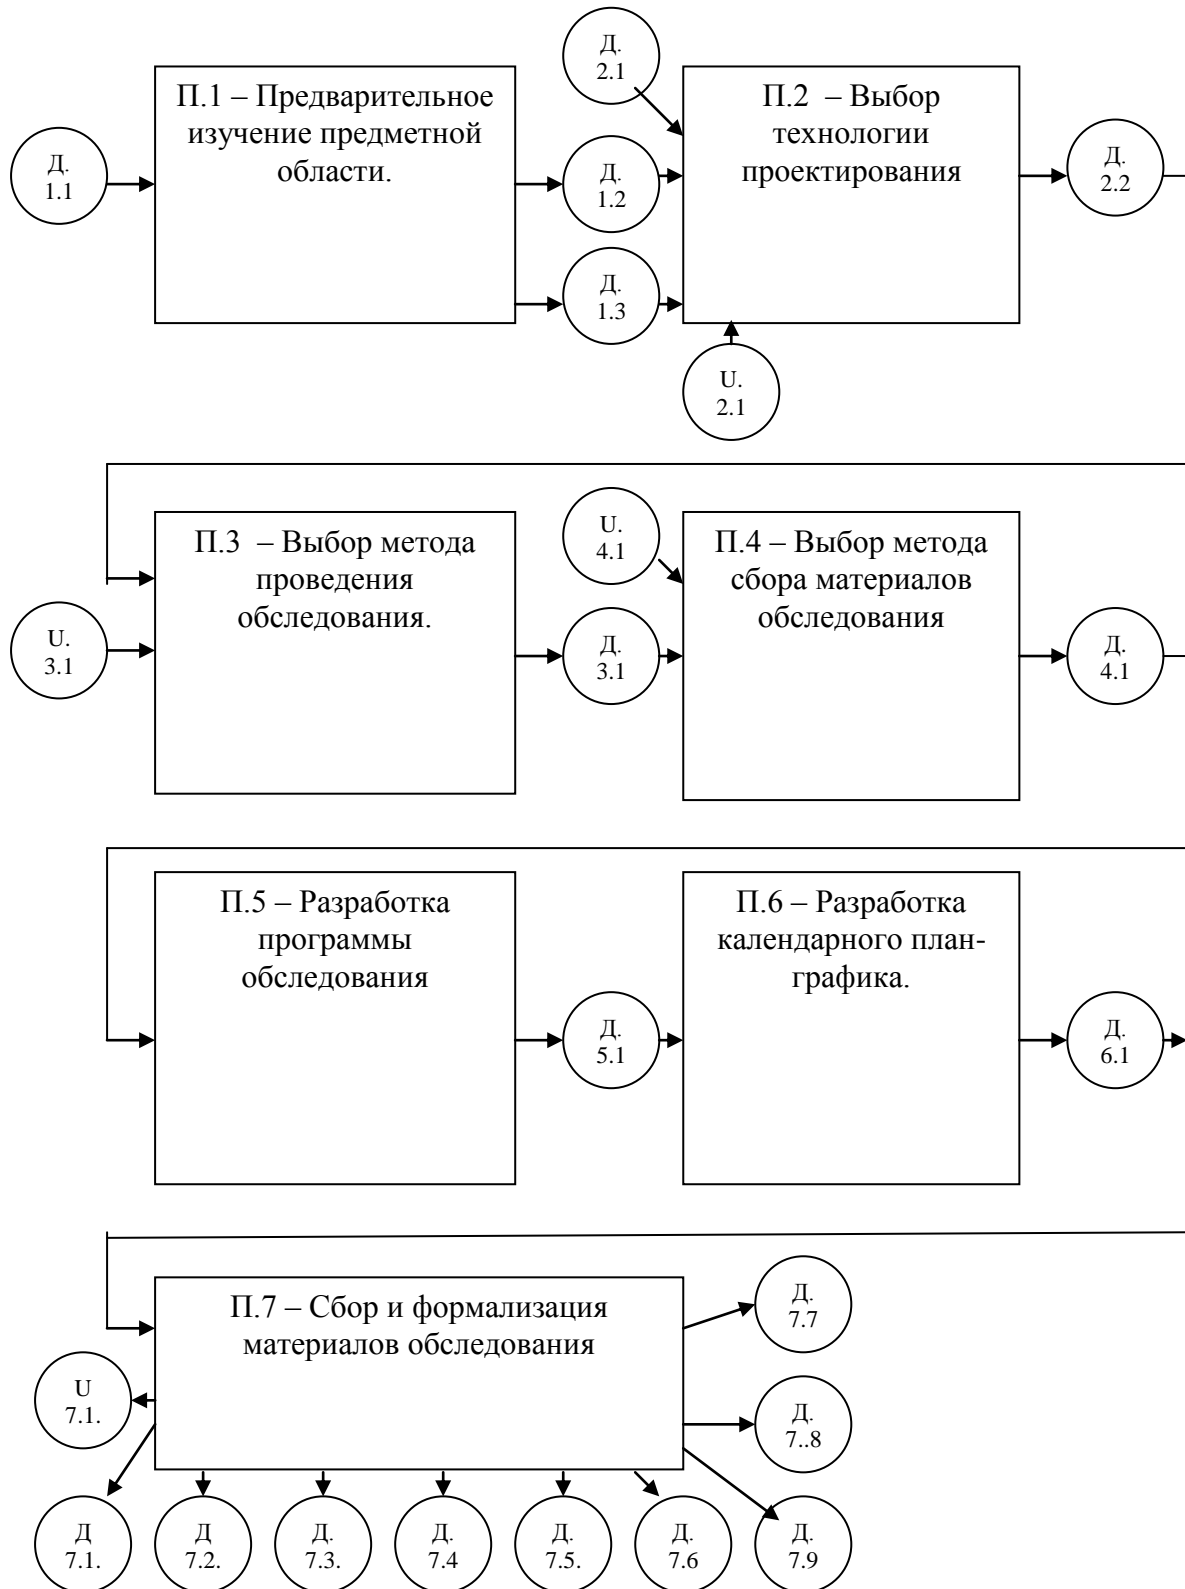 Д.
2.1
П.1 – Предварительное
изучение предметной
области.
П.2 – Выбор
технологии
проектирования
Д.
1.1
Д.
1.2
Д.
2.2
Д.
1.3
U.
2.1
П.3 – Выбор метода
проведения
обследования.
U.
4.1
П.4 – Выбор метода
сбора материалов
обследования
U.
3.1
Д.
3.1
Д.
4.1
П.5 – Разработка
программы
обследования
П.6 – Разработка
календарного план-
графика.
Д.
5.1
Д.
6.1
П.7 – Сбор и формализация
материалов обследования
Д.
7.7
U
7.1.
Д.
7..8
Д
7.1.
Д
7.2.
Д.
7.3.
Д.
7.4
Д.
7.5.
Д.
7.6
Д.
7.9